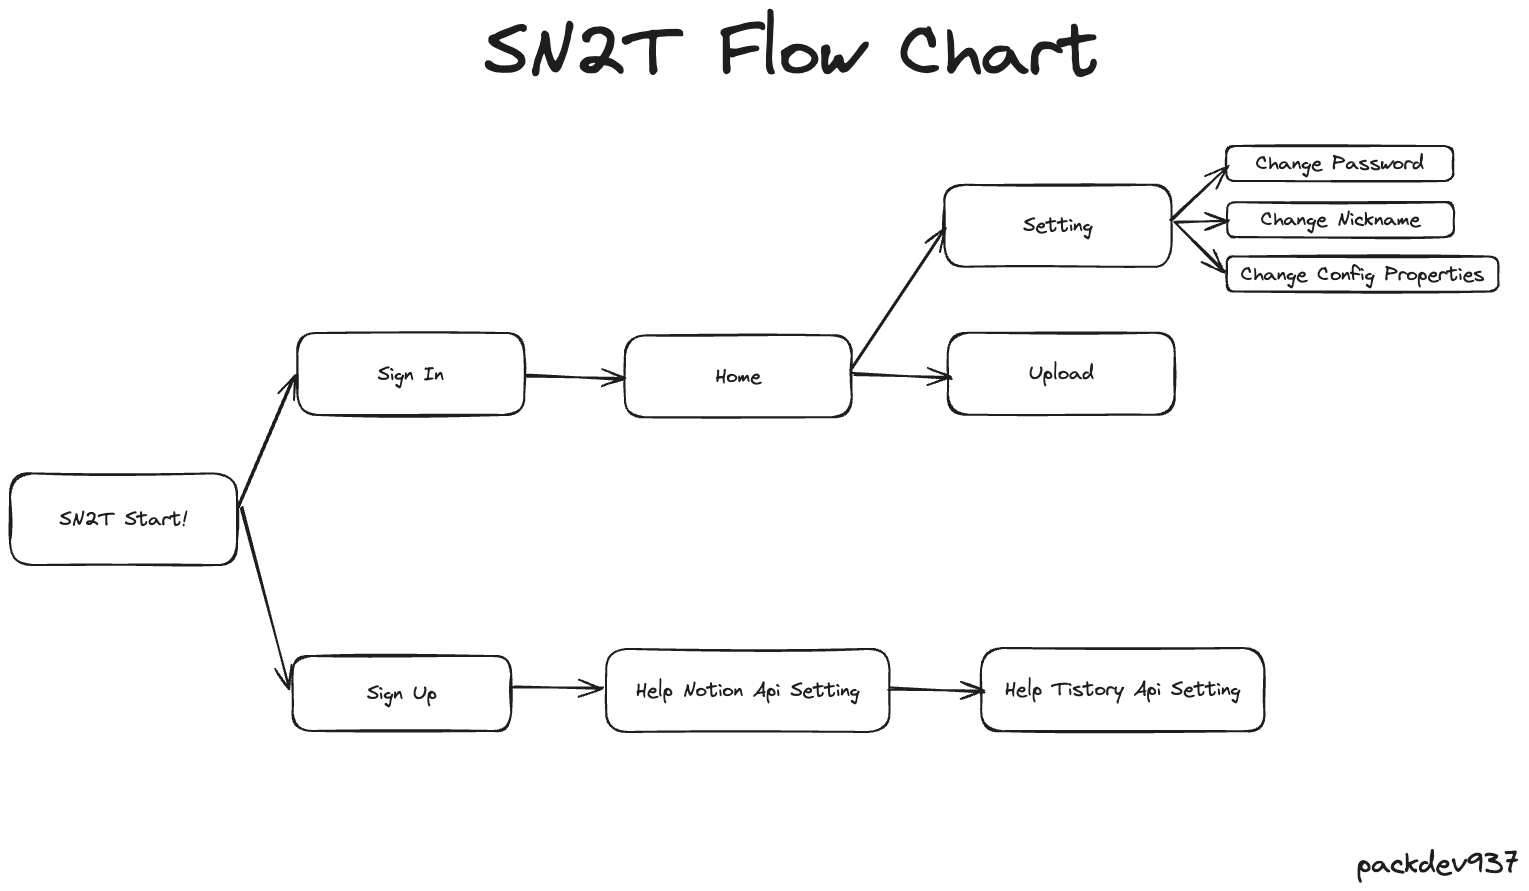 SN2T Flow Chart
Change Password
Setting
Change Nickname
Change Config Properties
Sign In
Home
Upload
SN2T Start!
Sign Up
Help Notion Api Setting
Help Tistory Api Setting
packdev937